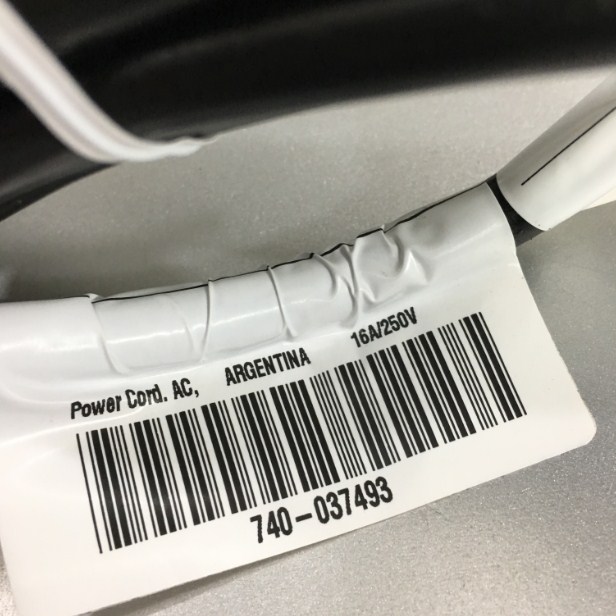 Power Cord. AC, ARGENTINA 16A/250V
740-037493